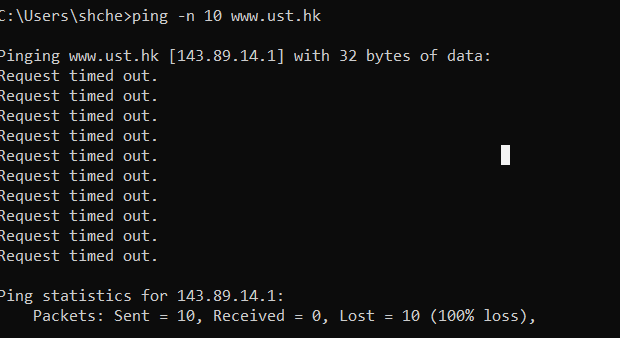 C:\Users\shche>ping -n 10 www.ust.hk
Pinging www.ust.hk [143.89.14.1] with 32 bytes of data:
Request timed out.
Request timed out.
Request timed out.
Request timed out.
Request timed out.
Request timed out.
Request timed out.
Request timed out.
Request timed out.
Request timed out.
Ping statistics for 143.89.14.1:
    Packets: Sent = 10, Received = 0, Lost = 10 (100% loss),